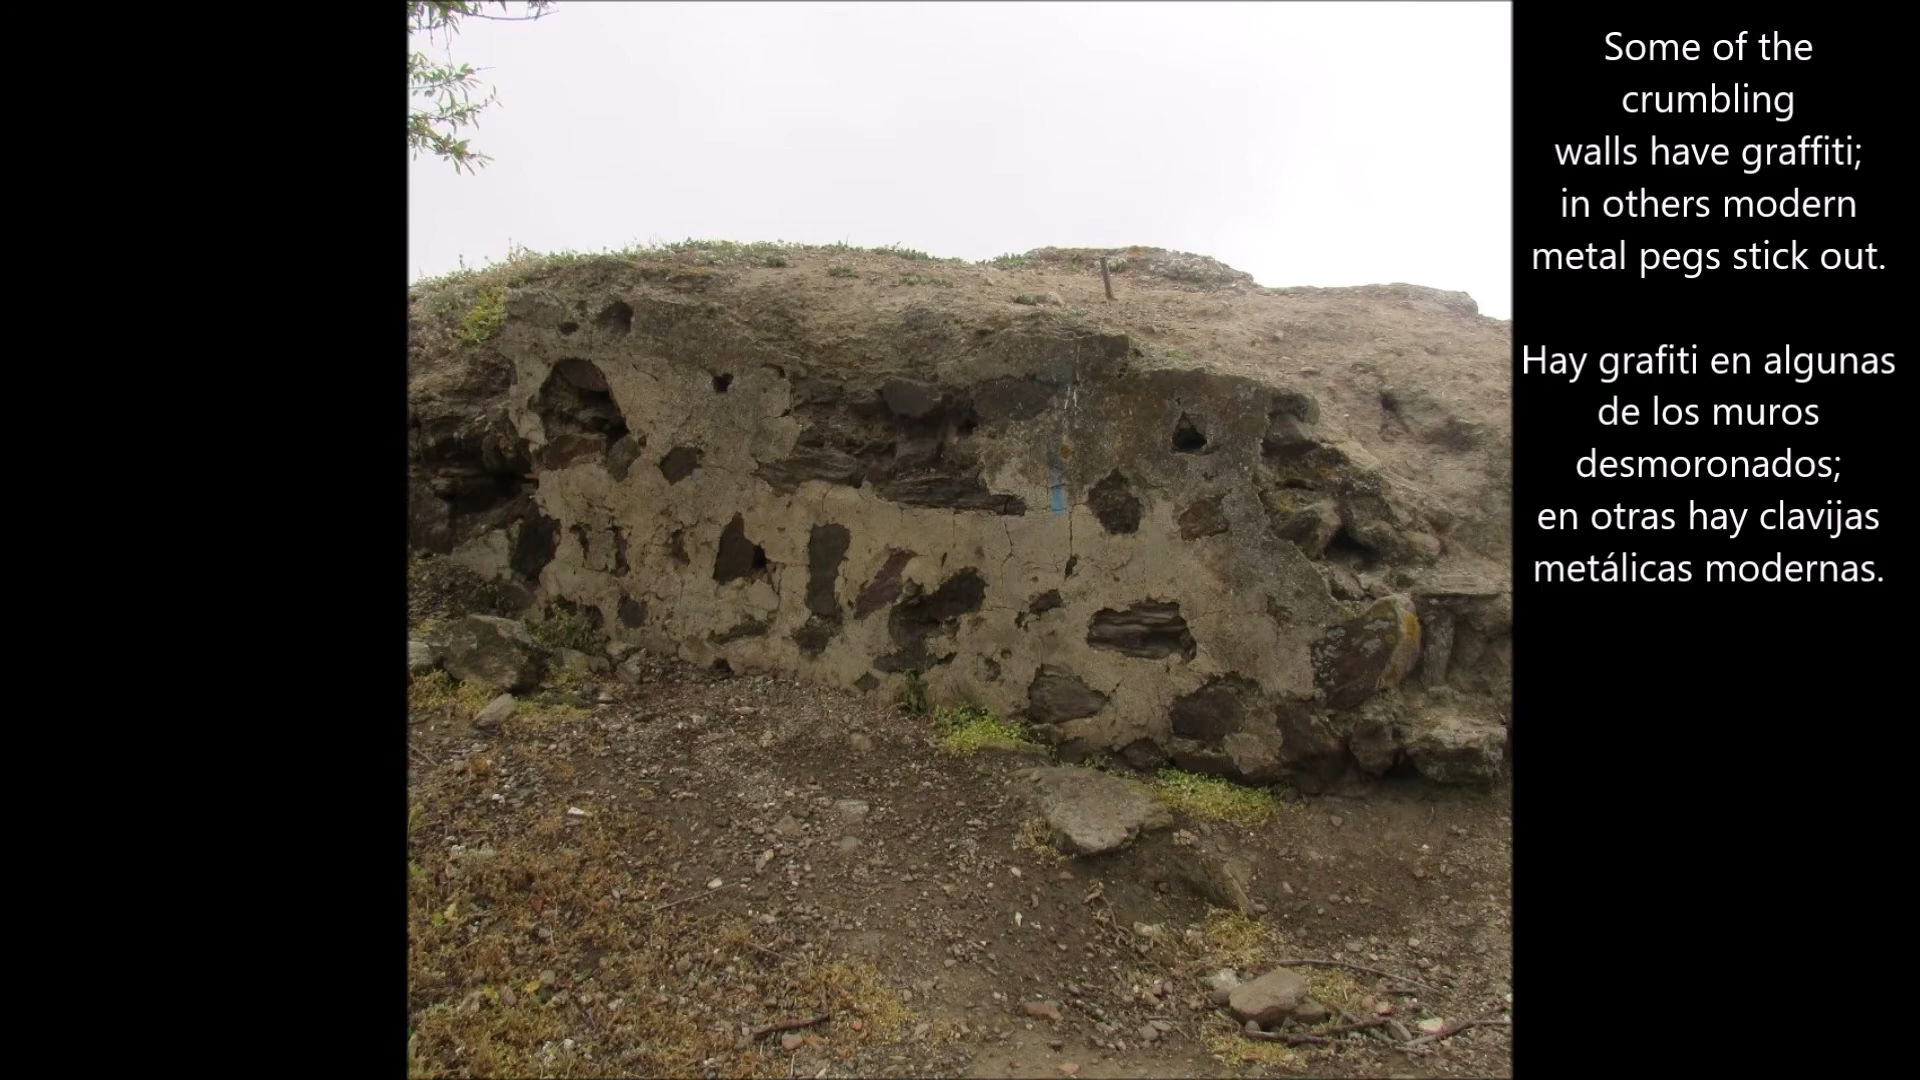 Some of the
crumbling
walls have graffiti;
in others modern
metal pegs stick out.
Hay grafiti en algunas
de los muros
desmoronados;
en otras hay clavijas
metálicas modernas.